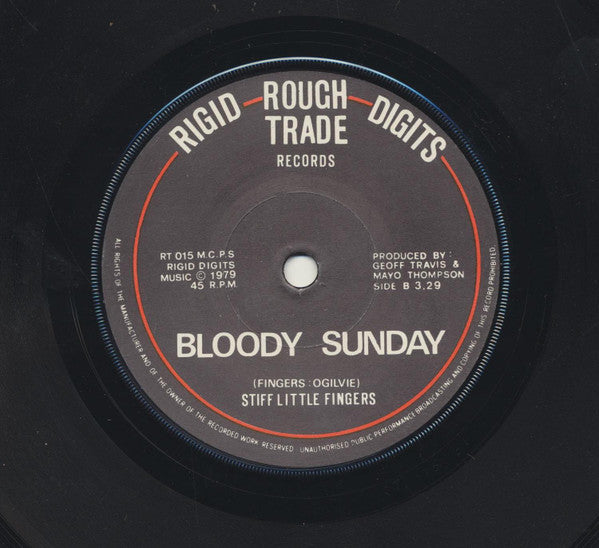 RIGID ROUGH TRADE DIGITS
RECORDS
RT 015 M.C.P.S
RIGID DIGITS
MUSIC © 1979
45 R.P.M.
PRODUCED BY:
GEOFF TRAVIS &
MAYO THOMPSON
SIDE B 3.29
BLOODY SUNDAY
(FINGERS : OGILVIE)
STIFF LITTLE FINGERS
ALL RIGHTS OF THE MANUFACTURER AND OF THE OWNER OF THE RECORDED WORK RESERVED · UNAUTHORISED PUBLIC PERFORMANCE BROADCASTING AND COPYING OF THIS RECORD PROHIBITED.